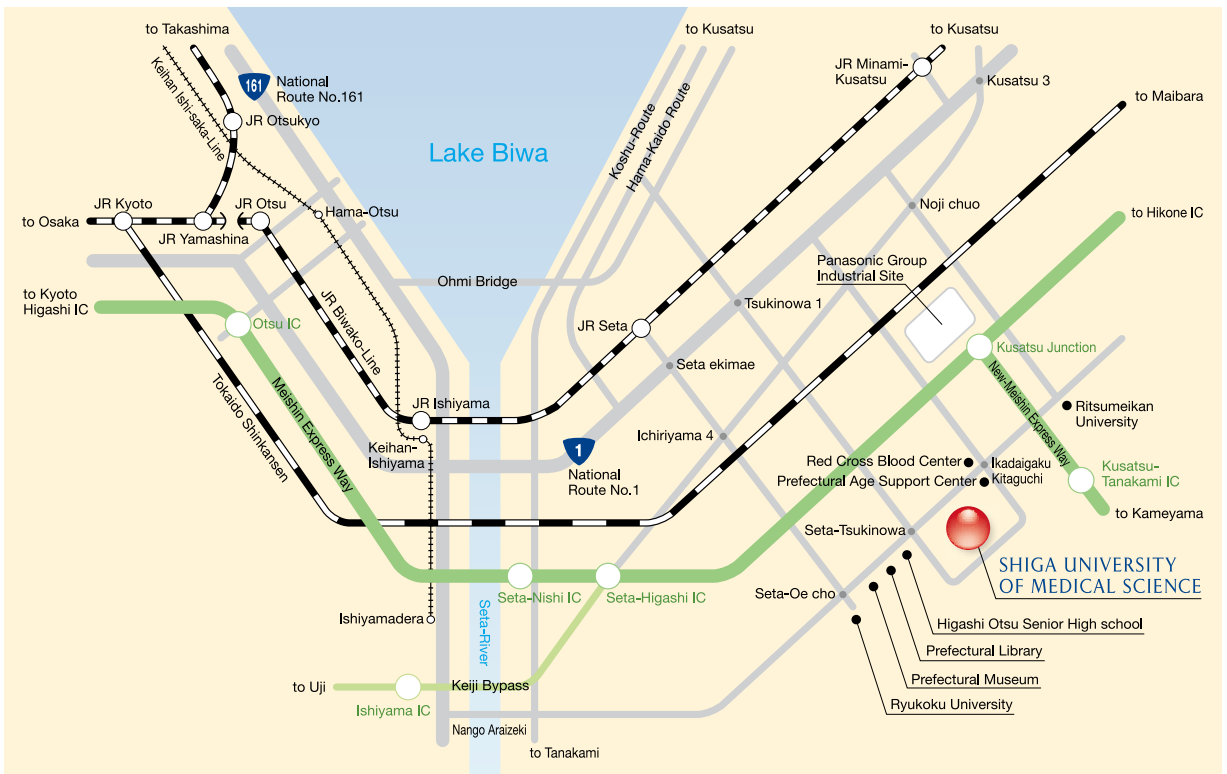 to Takashima
to Kusatsu
to Kusatsu
Keihan Ishi-saka-Line
161
National
Route No.161
JR Otsukyo
JR Minami-
Kusatsu
Kusatsu 3
to Maibara
Lake Biwa
Koshu-Route
Hama-Kaido Route
JR Kyoto
JR Otsu
Hama-Otsu
to Osaka
JR Yamashina
Noji chuo
to Hikone IC
Panasonic Group
Industrial Site
Ohmi Bridge
to Kyoto
Higashi IC
Otsu IC
JR Biwako-Line
Tsukinowa 1
JR Seta
Seta ekimae
Kusatsu Junction
New-Meishin Express Way
Tokaido Shinkansen
Meishin Express Way
JR Ishiyama
Ritsumeikan
University
Keihan-
Ishiyama
1
National
Route No.1
Ichiriyama 4
Red Cross Blood Center
Prefectural Age Support Center
Ikadaigaku
Kitaguchi
Kusatsu-
Tanakami IC
to Kameyama
Seta-Tsukinowa
SHIGA UNIVERSITY
OF MEDICAL SCIENCE
Seta-Nishi IC
Seta-Higashi IC
Seta-Oe cho
Ishiyamadera
Seta-River
Higashi Otsu Senior High school
Prefectural Library
Prefectural Museum
Ryukoku University
to Uji
Keiji Bypass
Ishiyama IC
Nango Araizeki
to Tanakami